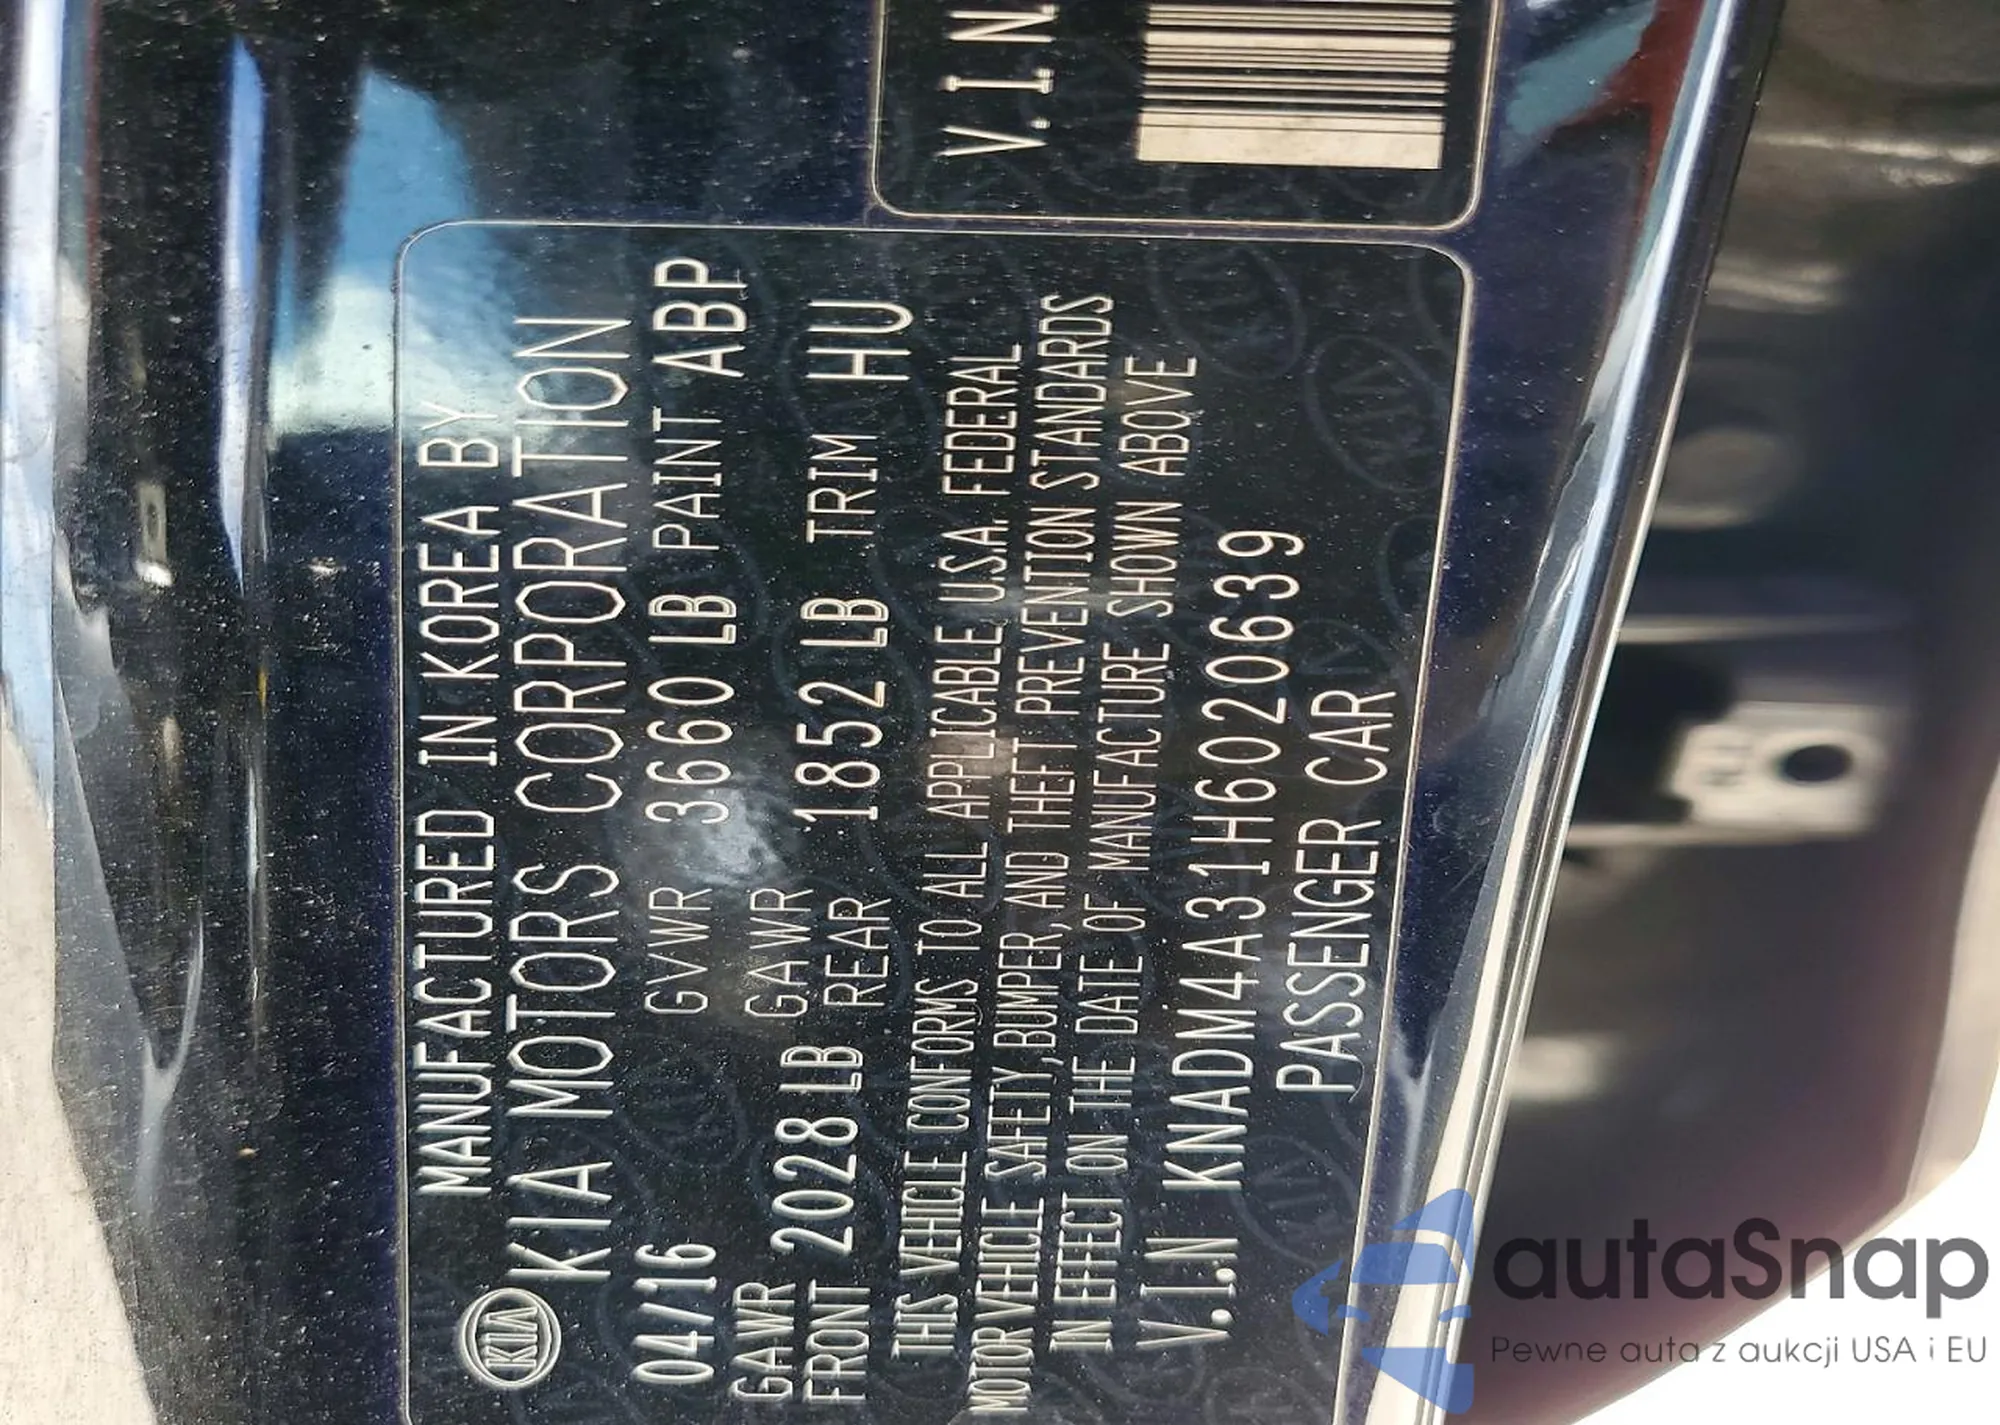 V.I.N
KIA
MANUFACTURED IN KOREA BY
KIA MOTORS CORPORATION
04/16 GVWR 3660 LB PAINT ABP
GAWR FRONT 2028 LB GAWR REAR 1852 LB TRIM HU
THIS VEHICLE CONFORMS TO ALL APPLICABLE U.S.A. FEDERAL
MOTOR VEHICLE SAFETY,BUMPER,AND THEFT PREVENTION STANDARDS
IN EFFECT ON THE DATE OF MANUFACTURE SHOWN ABOVE
V.I.N KNADM4A31H6020639
PASSENGER CAR
autaSnap
Pewne auta z aukcji USA i EU